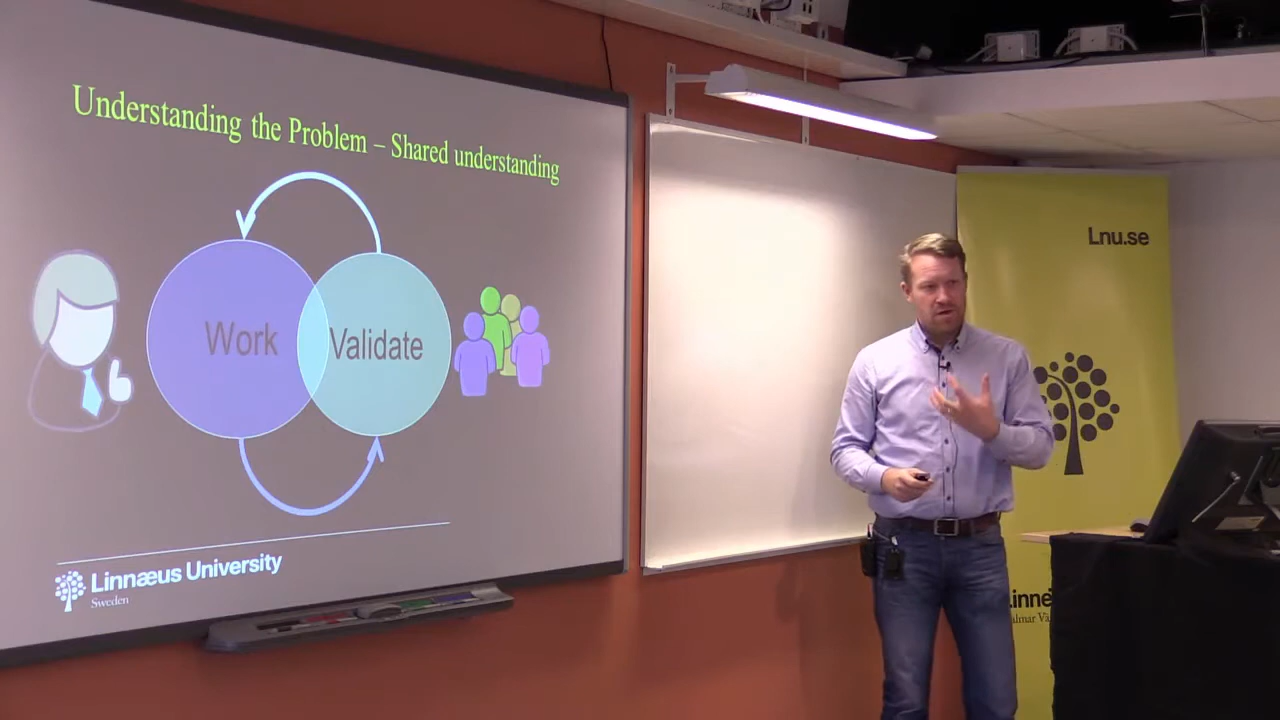 Understanding the Problem – Shared understanding
Work
Validate
Linnæus University
Sweden
Lnu.se